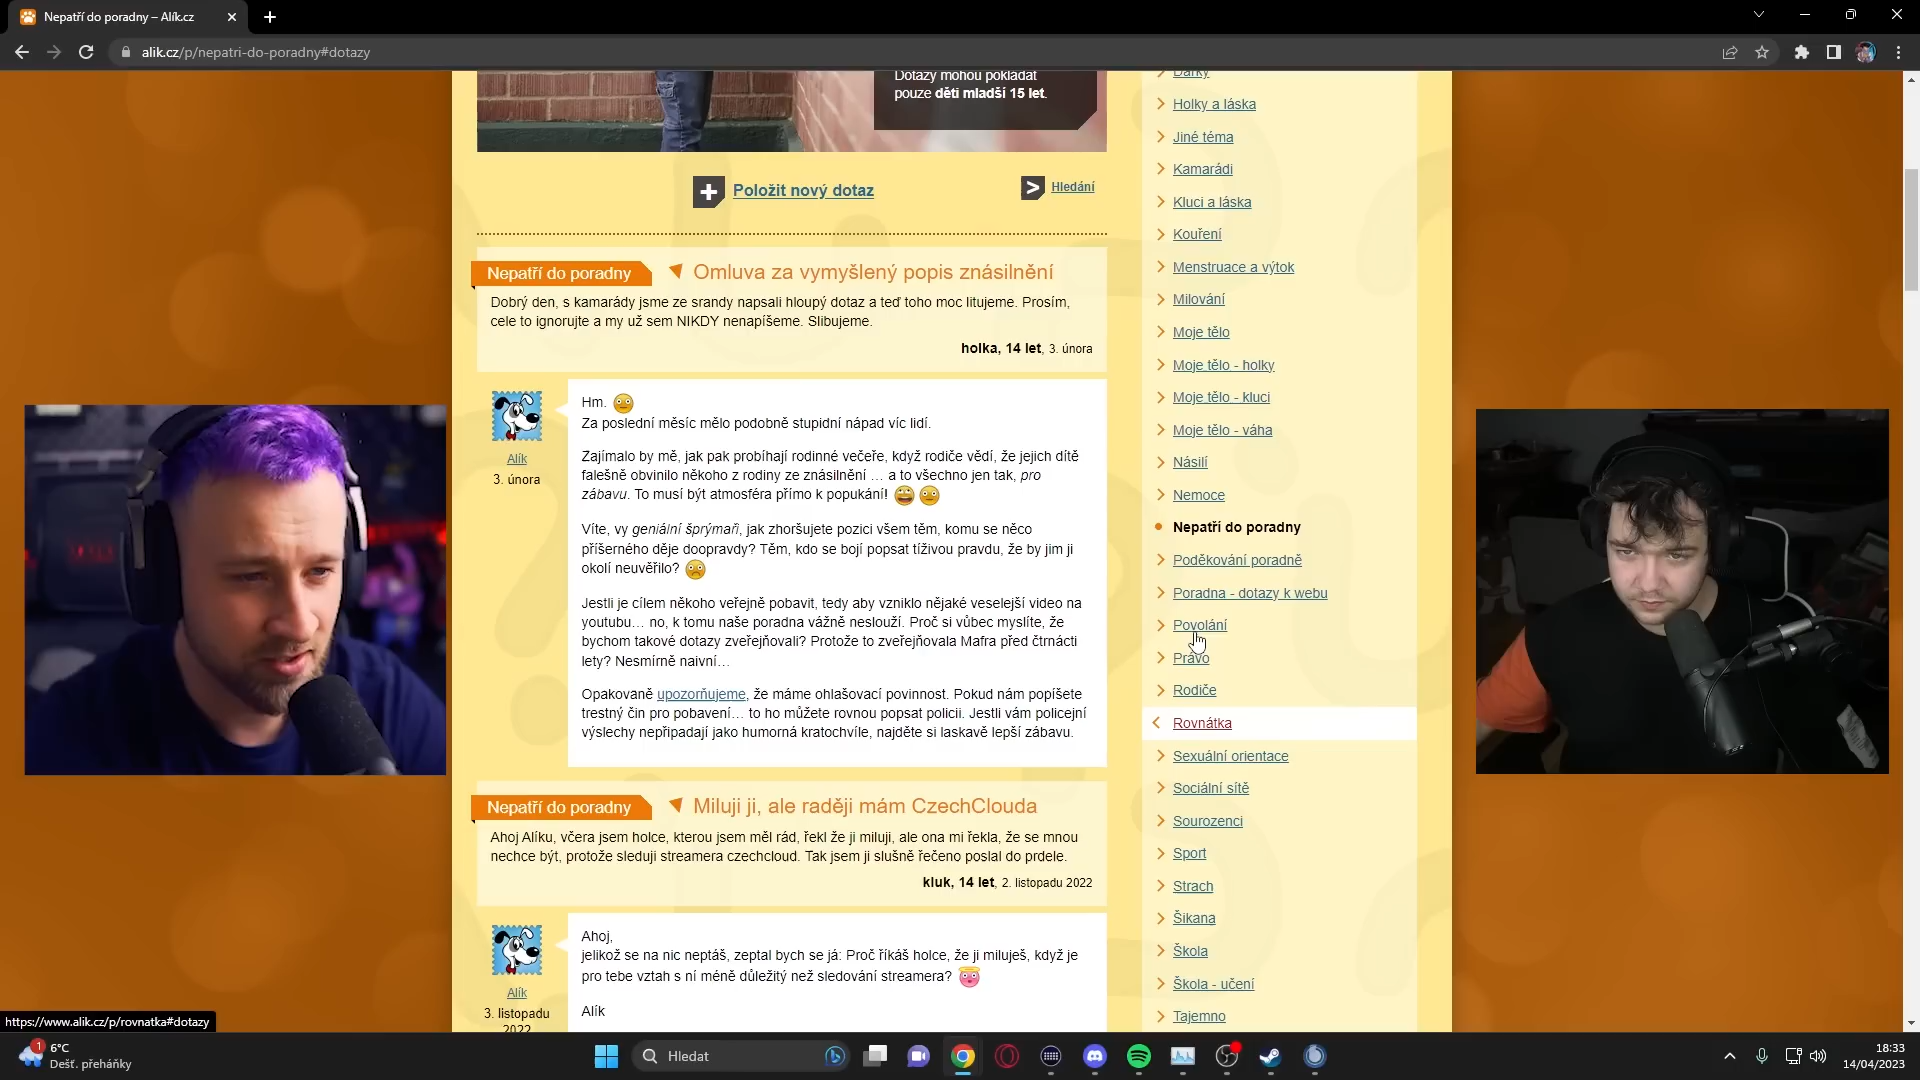 Nepatří do poradny – Alík.cz
alik.cz/p/nepatri-do-poradny#dotazy
Dotazy mohou pokládat
pouze děti mladší 15 let.
Položit nový dotaz
Hledání
Nepatří do poradny
Omluva za vymyšlený popis znásilnění
Dobrý den, s kamarády jsme ze srandy napsali hloupý dotaz a teď toho moc litujeme. Prosím,
cele to ignorujte a my už sem NIKDY nenapíšeme. Slibujeme.
holka, 14 let, 3. února
Alík
3. února
Hm.
Za poslední měsíc mělo podobně stupidní nápad víc lidí.
Zajímalo by mě, jak pak probíhají rodinné večeře, když rodiče vědí, že jejich dítě
falešně obvinilo někoho z rodiny ze znásilnění … a to všechno jen tak, pro
zábavu. To musí být atmosféra přímo k popukání!
Víte, vy geniální šprýmaři, jak zhoršujete pozici všem těm, komu se něco
příšerného děje doopravdy? Těm, kdo se bojí popsat tíživou pravdu, že by jim ji
okolí neuvěřilo?
Jestli je cílem někoho veřejně pobavit, tedy aby vzniklo nějaké veselejší video na
youtubu… no, k tomu naše poradna vážně neslouží. Proč si vůbec myslíte, že
bychom takové dotazy zveřejňovali? Protože to zveřejňovala Mafra před čtrnácti
lety? Nesmírně naivní…
Opakovaně upozorňujeme, že máme ohlašovací povinnost. Pokud nám popíšete
trestný čin pro pobavení… to ho můžete rovnou popsat policii. Jestli vám policejní
výslechy nepřipadají jako humorná kratochvíle, najděte si laskavě lepší zábavu.
Nepatří do poradny
Miluji ji, ale raději mám CzechClouda
Ahoj Alíku, včera jsem holce, kterou jsem měl rád, řekl že ji miluji, ale ona mi řekla, že se mnou
nechce být, protože sleduji streamera czechcloud. Tak jsem ji slušně řečeno poslal do prdele.
kluk, 14 let, 2. listopadu 2022
Alík
3. listopadu
2022
Ahoj,
jelikož se na nic neptáš, zeptal bych se já: Proč říkáš holce, že ji miluješ, když je
pro tebe vztah s ní méně důležitý než sledování streamera?
Alík
Dárky
Holky a láska
Jiné téma
Kamarádi
Kluci a láska
Kouření
Menstruace a výtok
Milování
Moje tělo
Moje tělo - holky
Moje tělo - kluci
Moje tělo - váha
Násilí
Nemoce
Nepatří do poradny
Poděkování poradně
Poradna - dotazy k webu
Povolání
Právo
Rodiče
Rovnátka
Sexuální orientace
Sociální sítě
Sourozenci
Sport
Strach
Šikana
Škola
Škola - učení
Tajemno
https://www.alik.cz/p/rovnatka#dotazy
1
6°C
Dešť. přeháňky
Hledat
18:33
14/04/2023